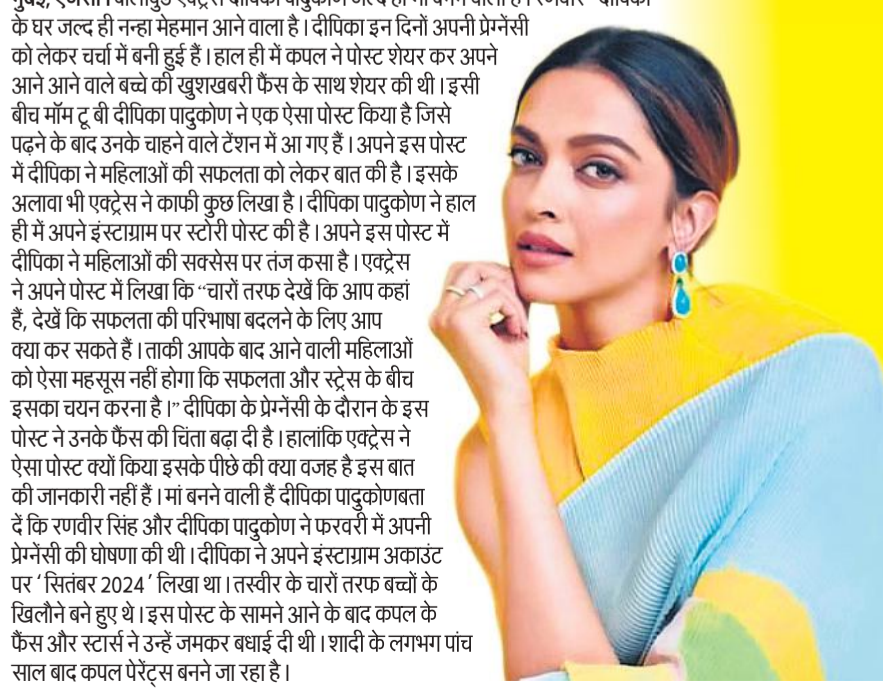 के घर जल्द ही नन्हा मेहमान आने वाला है। दीपिका इन दिनों अपनी प्रेग्नेंसी
को लेकर चर्चा में बनी हुई हैं। हाल ही में कपल ने पोस्ट शेयर कर अपने
आने आने वाले बच्चे की खुशखबरी फैंस के साथ शेयर की थी। इसी
बीच मॉम टू बी दीपिका पादुकोण ने एक ऐसा पोस्ट किया है जिसे
पढ़ने के बाद उनके चाहने वाले टेंशन में आ गए हैं। अपने इस पोस्ट
में दीपिका ने महिलाओं की सफलता को लेकर बात की है। इसके
अलावा भी एक्ट्रेस ने काफी कुछ लिखा है। दीपिका पादुकोण ने हाल
ही में अपने इंस्टाग्राम पर स्टोरी पोस्ट की है। अपने इस पोस्ट में
दीपिका ने महिलाओं की सक्सेस पर तंज कसा है। एक्ट्रेस
ने अपने पोस्ट में लिखा कि “चारों तरफ देखें कि आप कहां
हैं, देखें कि सफलता की परिभाषा बदलने के लिए आप
क्या कर सकते हैं। ताकी आपके बाद आने वाली महिलाओं
को ऐसा महसूस नहीं होगा कि सफलता और स्ट्रेस के बीच
इसका चयन करना है।” दीपिका के प्रेग्नेंसी के दौरान के इस
पोस्ट ने उनके फैंस की चिंता बढ़ा दी है। हालांकि एक्ट्रेस ने
ऐसा पोस्ट क्यों किया इसके पीछे की क्या वजह है इस बात
की जानकारी नहीं हैं। मां बनने वाली हैं दीपिका पादुकोणबता
दें कि रणवीर सिंह और दीपिका पादुकोण ने फरवरी में अपनी
प्रेग्नेंसी की घोषणा की थी। दीपिका ने अपने इंस्टाग्राम अकाउंट
पर ‘सितंबर 2024’ लिखा था। तस्वीर के चारों तरफ बच्चों के
खिलौने बने हुए थे। इस पोस्ट के सामने आने के बाद कपल के
फैंस और स्टार्स ने उन्हें जमकर बधाई दी थी। शादी के लगभग पांच
साल बाद कपल पेरेंट्स बनने जा रहा है।